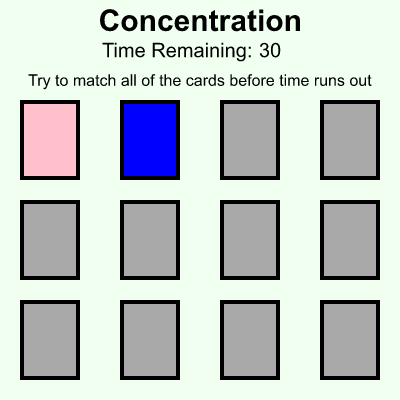 Concentration
Time Remaining: 30
Try to match all of the cards before time runs out